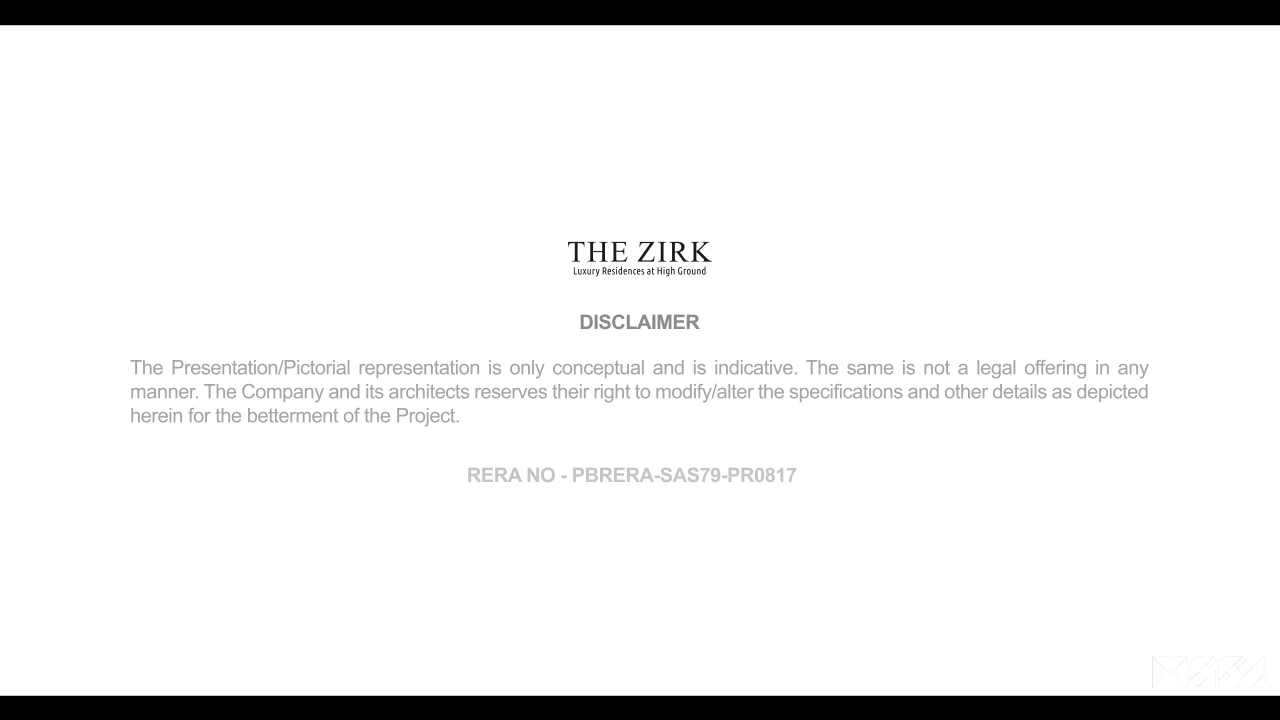 THE ZIRK
Luxury Residences at High Ground
DISCLAIMER
The Presentation/Pictorial representation is only conceptual and is indicative. The same is not a legal offering in any
manner. The Company and its architects reserves their right to modify/alter the specifications and other details as depicted
herein for the betterment of the Project.
RERA NO - PBRERA-SAS79-PR0817